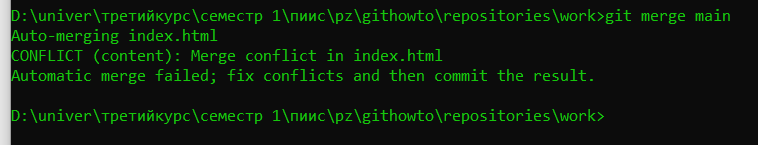 D:\univer\третийкурс\семестр 1\пиис\pz\githowto\repositories\work>git merge main
Auto-merging index.html
CONFLICT (content): Merge conflict in index.html
Automatic merge failed; fix conflicts and then commit the result.
D:\univer\третийкурс\семестр 1\пиис\pz\githowto\repositories\work>